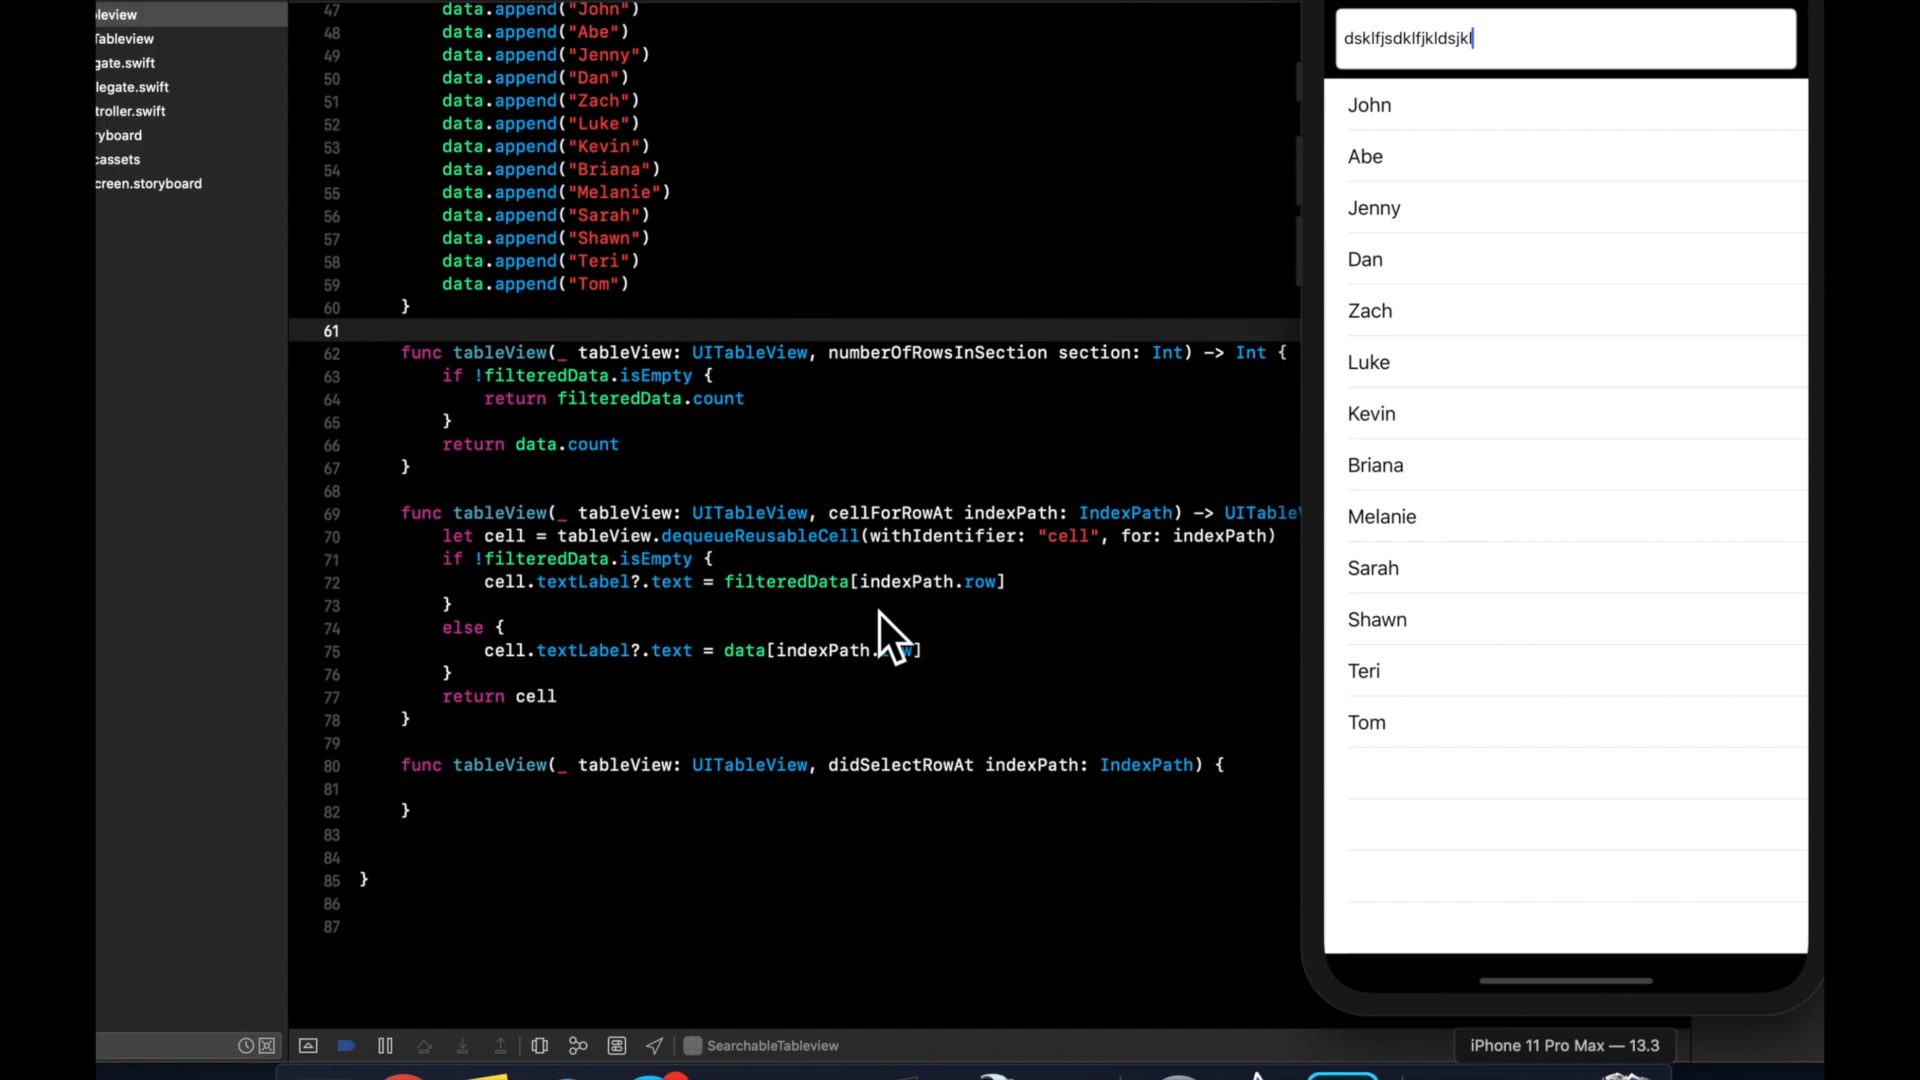 leview
Tableview
gate.swift
legate.swift
troller.swift
ryboard
cassets
creen.storyboard
47 data.append("John")
48 data.append("Abe")
49 data.append("Jenny")
50 data.append("Dan")
51 data.append("Zach")
52 data.append("Luke")
53 data.append("Kevin")
54 data.append("Briana")
55 data.append("Melanie")
56 data.append("Sarah")
57 data.append("Shawn")
58 data.append("Teri")
59 data.append("Tom")
60 }
61
62 func tableView(_ tableView: UITableView, numberOfRowsInSection section: Int) -> Int {
63 if !filteredData.isEmpty {
64 return filteredData.count
65 }
66 return data.count
67 }
68
69 func tableView(_ tableView: UITableView, cellForRowAt indexPath: IndexPath) -> UITableV
70 let cell = tableView.dequeueReusableCell(withIdentifier: "cell", for: indexPath)
71 if !filteredData.isEmpty {
72 cell.textLabel?.text = filteredData[indexPath.row]
73 }
74 else {
75 cell.textLabel?.text = data[indexPath.row]
76 }
77 return cell
78 }
79
80 func tableView(_ tableView: UITableView, didSelectRowAt indexPath: IndexPath) {
81
82 }
83
84
85 }
86
87
SearchableTableview
dsklfjsdklfjkldsjkl
John
Abe
Jenny
Dan
Zach
Luke
Kevin
Briana
Melanie
Sarah
Shawn
Teri
Tom
iPhone 11 Pro Max — 13.3